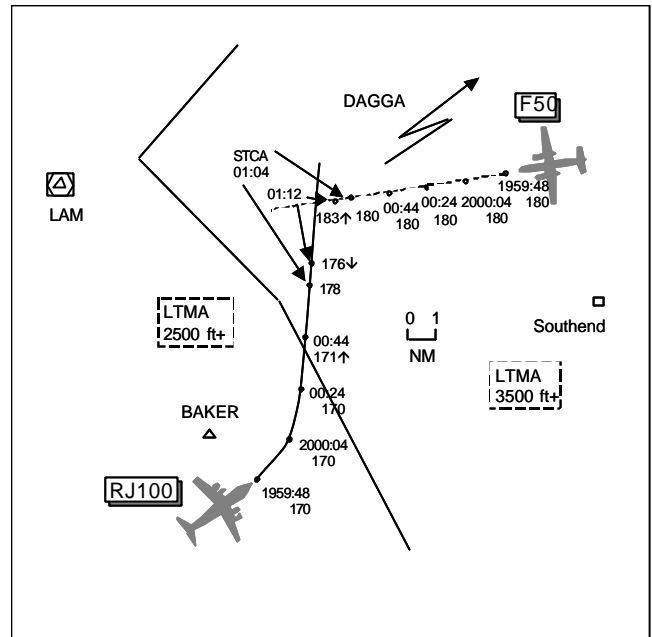 DAGGA
F50
STCA
01:04
LAM
01:12
183↑
180
00:44
180
00:24
180
2000:04
180
1959:48
180
176↓
178
LTMA
2500 ft+
0 1
NM
Southend
00:44
171↑
LTMA
3500 ft+
00:24
170
BAKER
2000:04
170
RJ100
1959:48
170